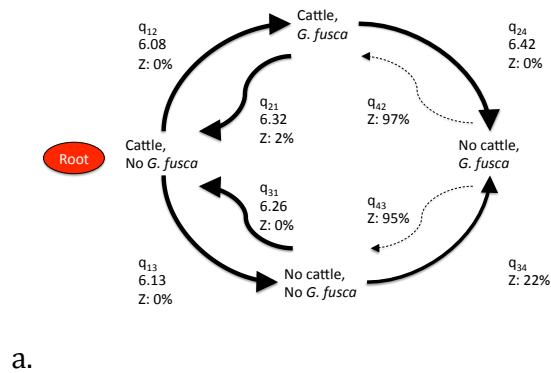 Cattle,
G. fusca
q12
6.08
Z: 0%
q24
6.42
Z: 0%
q21
6.32
Z: 2%
q42
Z: 97%
Root
Cattle,
No G. fusca
No cattle,
G. fusca
q31
6.26
Z: 0%
q43
Z: 95%
q13
6.13
Z: 0%
No cattle,
No G. fusca
q34
Z: 22%
a.